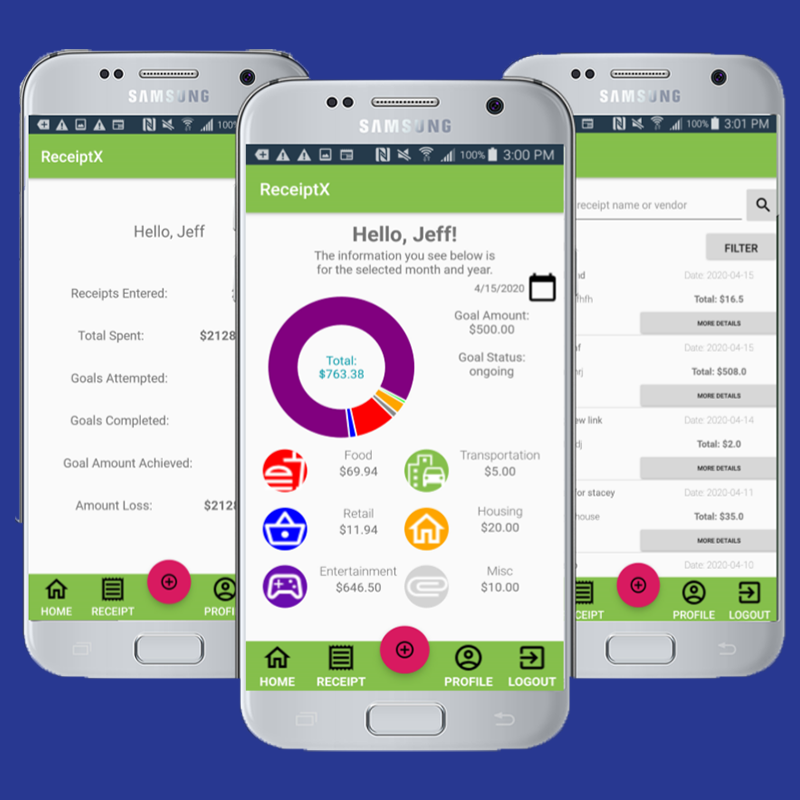 SAMSUNG
100%
ReceiptX
Hello, Jeff
Receipts Entered:
Total Spent: $2128
Goals Attempted:
Goals Completed:
Goal Amount Achieved:
Amount Loss: $212
HOME RECEIPT PROFI
SAMSUNG
100% 3:00 PM
ReceiptX
Hello, Jeff!
The information you see below is
for the selected month and year.
4/15/2020
Goal Amount:
$500.00
Goal Status:
ongoing
Total:
$763.38
Food
$69.94
Transportation
$5.00
Retail
$11.94
Housing
$20.00
Entertainment
$646.50
Misc
$10.00
HOME RECEIPT PROFILE LOGOUT
SAMSUNG
100% 3:01 PM
receipt name or vendor
FILTER
Date: 2020-04-15
Total: $16.5
MORE DETAILS
Date: 2020-04-15
Total: $508.0
MORE DETAILS
ew link Date: 2020-04-14
dj Total: $2.0
MORE DETAILS
for stacey Date: 2020-04-11
house Total: $35.0
MORE DETAILS
Date: 2020-04-10
CEIPT PROFILE LOGOUT